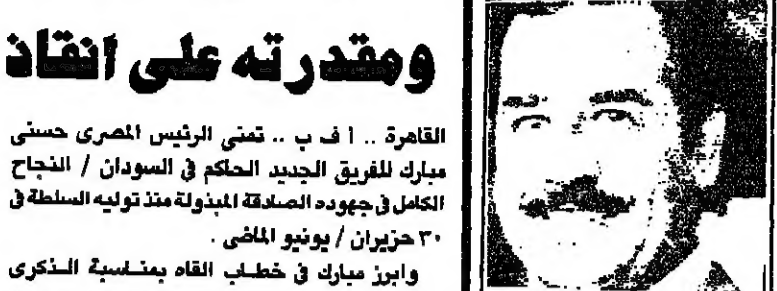 ومقدرته على انقاذ
القاهرة .. أ ف ب .. تمنى الرئيس المصرى حسنى
مبارك للفريق الجديد الحاكم في السودان / النجاح
الكامل في جهوده الصادقة المبذولة منذ توليه السلطة في
٣٠ حزيران / يونيو الماضى .
وابرز مبارك في خطاب القاه بمناسبة الذكرى